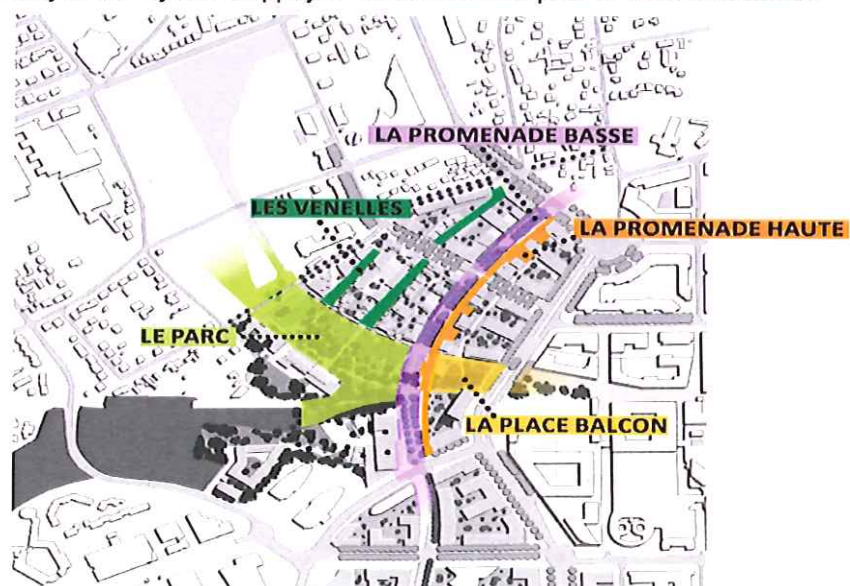 LA PROMENADE BASSE
LES VENELLES
LA PROMENADE HAUTE
LE PARC
LA PLACE BALCON